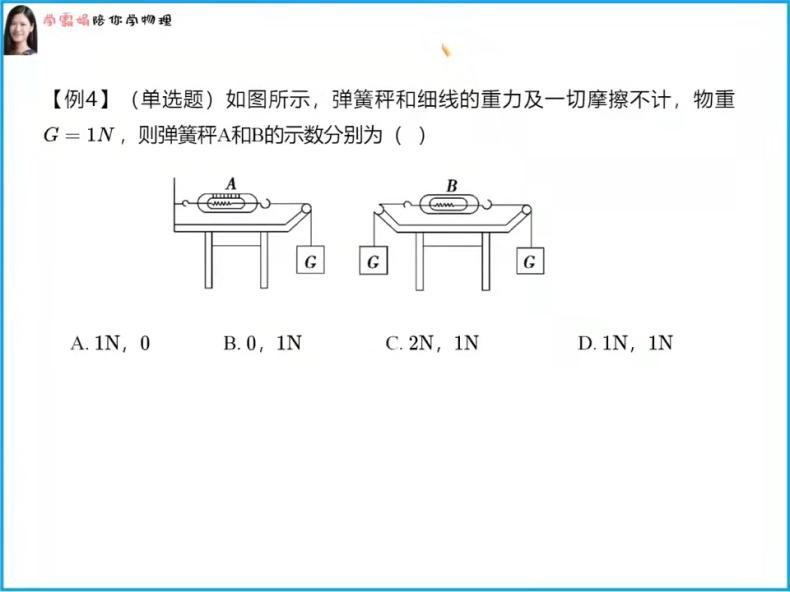 学霸娟陪你学物理
【例4】（单选题）如图所示，弹簧秤和细线的重力及一切摩擦不计，物重
G = 1N，则弹簧秤A和B的示数分别为（ ）
A B
G G G
A. 1N，0 B. 0，1N C. 2N，1N D. 1N，1N